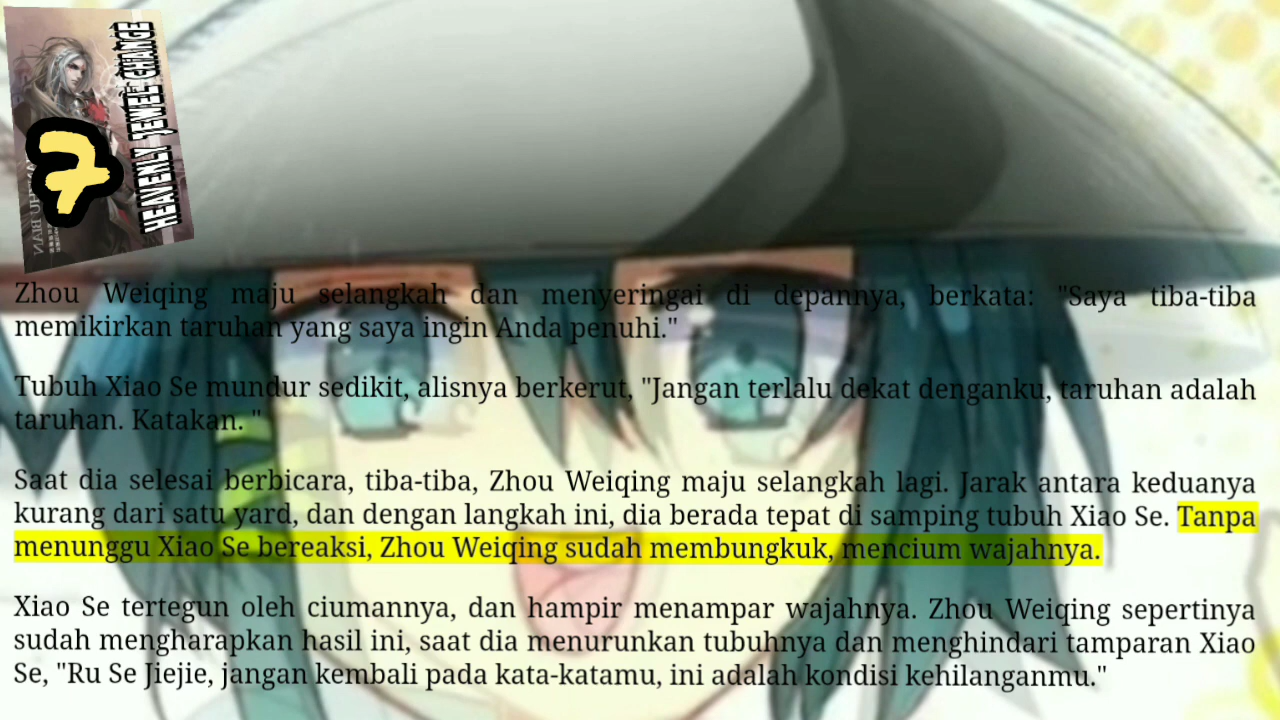 HEAVENLY JEWEL CHANGE
7
Zhou Weiqing maju selangkah dan menyeringai di depannya, berkata: "Saya tiba-tiba
memikirkan taruhan yang saya ingin Anda penuhi."
Tubuh Xiao Se mundur sedikit, alisnya berkerut, "Jangan terlalu dekat denganku, taruhan adalah
taruhan. Katakan. "
Saat dia selesai berbicara, tiba-tiba, Zhou Weiqing maju selangkah lagi. Jarak antara keduanya
kurang dari satu yard, dan dengan langkah ini, dia berada tepat di samping tubuh Xiao Se. Tanpa
menunggu Xiao Se bereaksi, Zhou Weiqing sudah membungkuk, mencium wajahnya.
Xiao Se tertegun oleh ciumannya, dan hampir menampar wajahnya. Zhou Weiqing sepertinya
sudah mengharapkan hasil ini, saat dia menurunkan tubuhnya dan menghindari tamparan Xiao
Se, "Ru Se Jiejie, jangan kembali pada kata-katamu, ini adalah kondisi kehilanganmu."